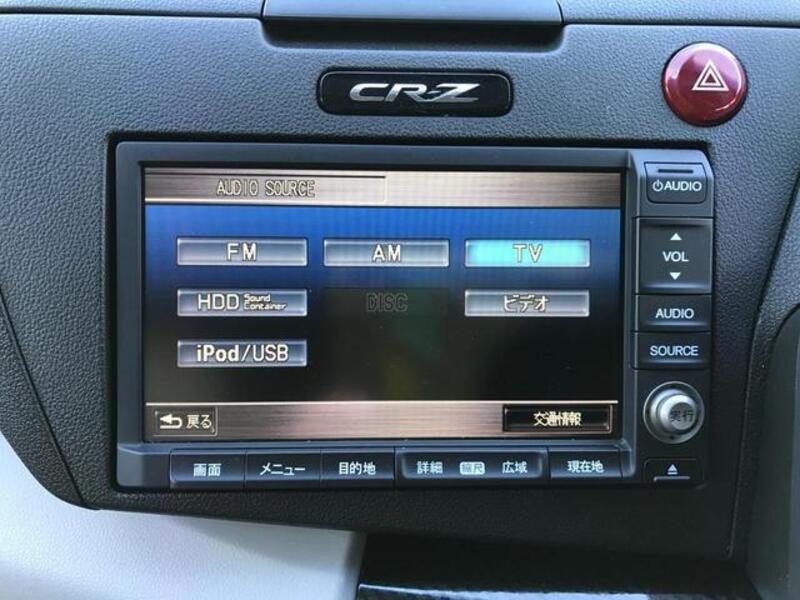 CR-Z
AUDIO SOURCE
AUDIO
FM AM TV
VOL
HDD Sound Container DISC ビデオ
AUDIO
iPod/USB
SOURCE
戻る 交通情報
実行
画面 メニュー 目的地 詳細 縮尺 広域 現在地